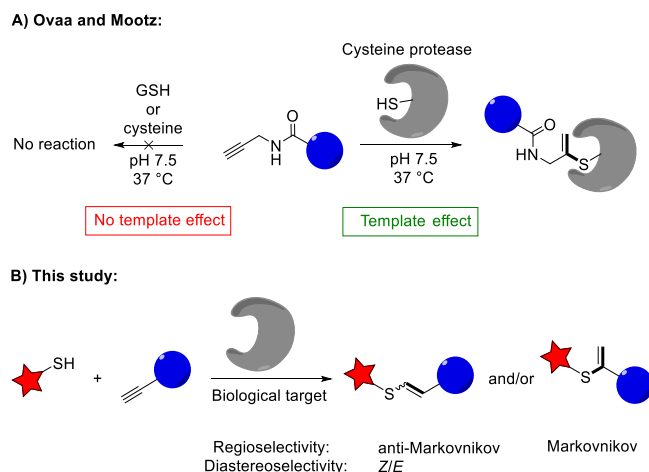 A) Ovaa and Mootz:
Cysteine protease
GSH
or
cysteine
No reaction
pH 7.5
37 °C
O
N
H
HS
pH 7.5
37 °C
O
HN
S
No template effect
Template effect
B) This study:
SH
+
Biological target
S
and/or
S
Regioselectivity: anti-Markovnikov Markovnikov
Diastereoselectivity: Z/E